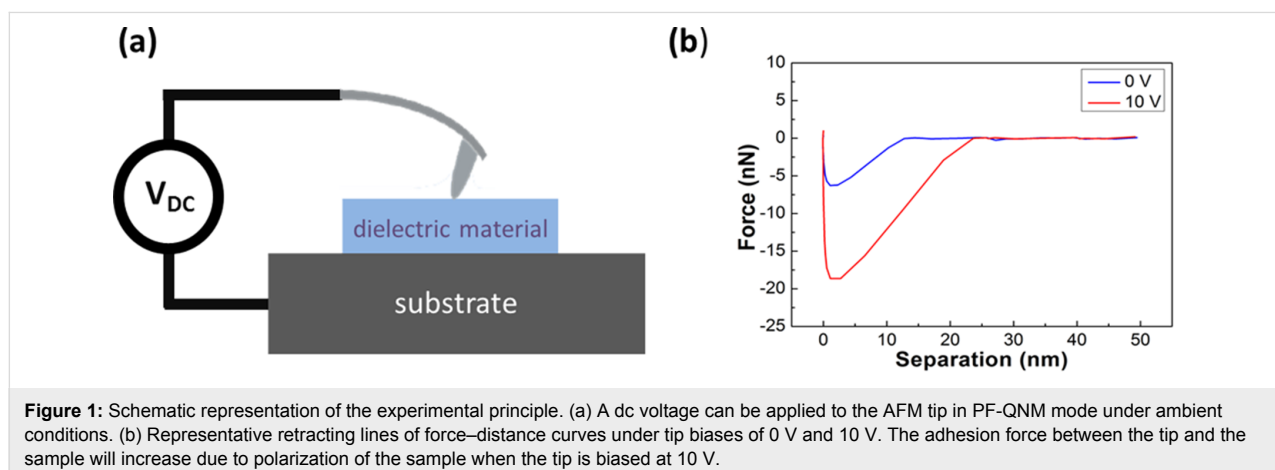 (a)
V_DC
dielectric material
substrate
(b)
10
5
0
-5
-10
-15
-20
-25
Force (nN)
0 V
10 V
0 10 20 30 40 50
Separation (nm)
Figure 1: Schematic representation of the experimental principle. (a) A dc voltage can be applied to the AFM tip in PF-QNM mode under ambient
conditions. (b) Representative retracting lines of force–distance curves under tip biases of 0 V and 10 V. The adhesion force between the tip and the
sample will increase due to polarization of the sample when the tip is biased at 10 V.